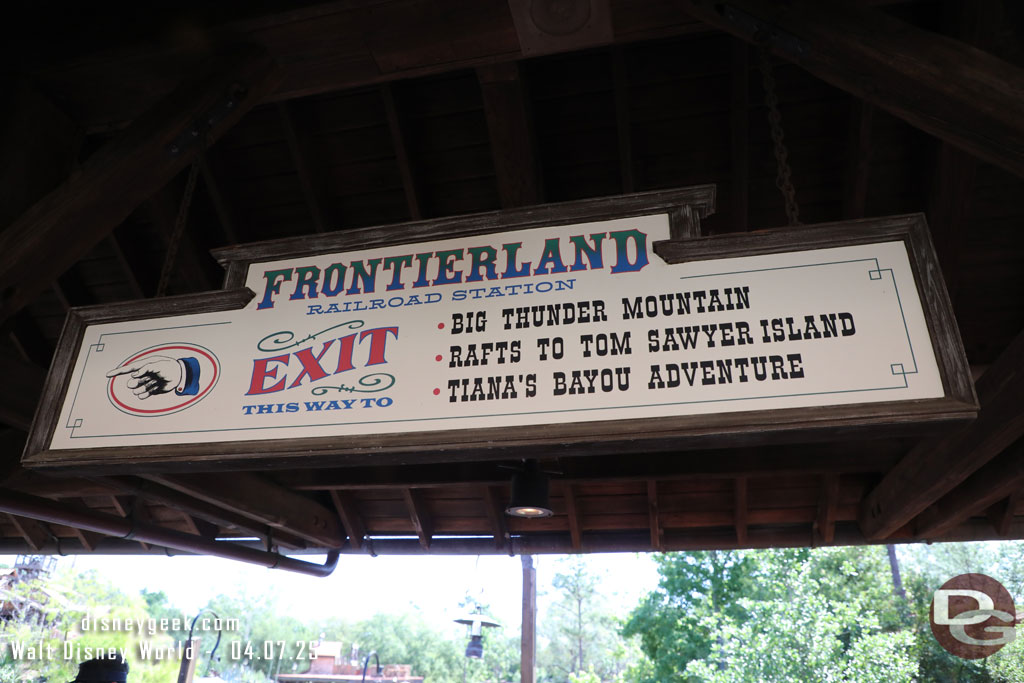 FRONTIERLAND
RAILROAD STATION
EXIT
THIS WAY TO
• BIG THUNDER MOUNTAIN
• RAFTS TO TOM SAWYER ISLAND
• TIANA'S BAYOU ADVENTURE
disneygeek.com
Walt Disney World - 04.07.25
DG